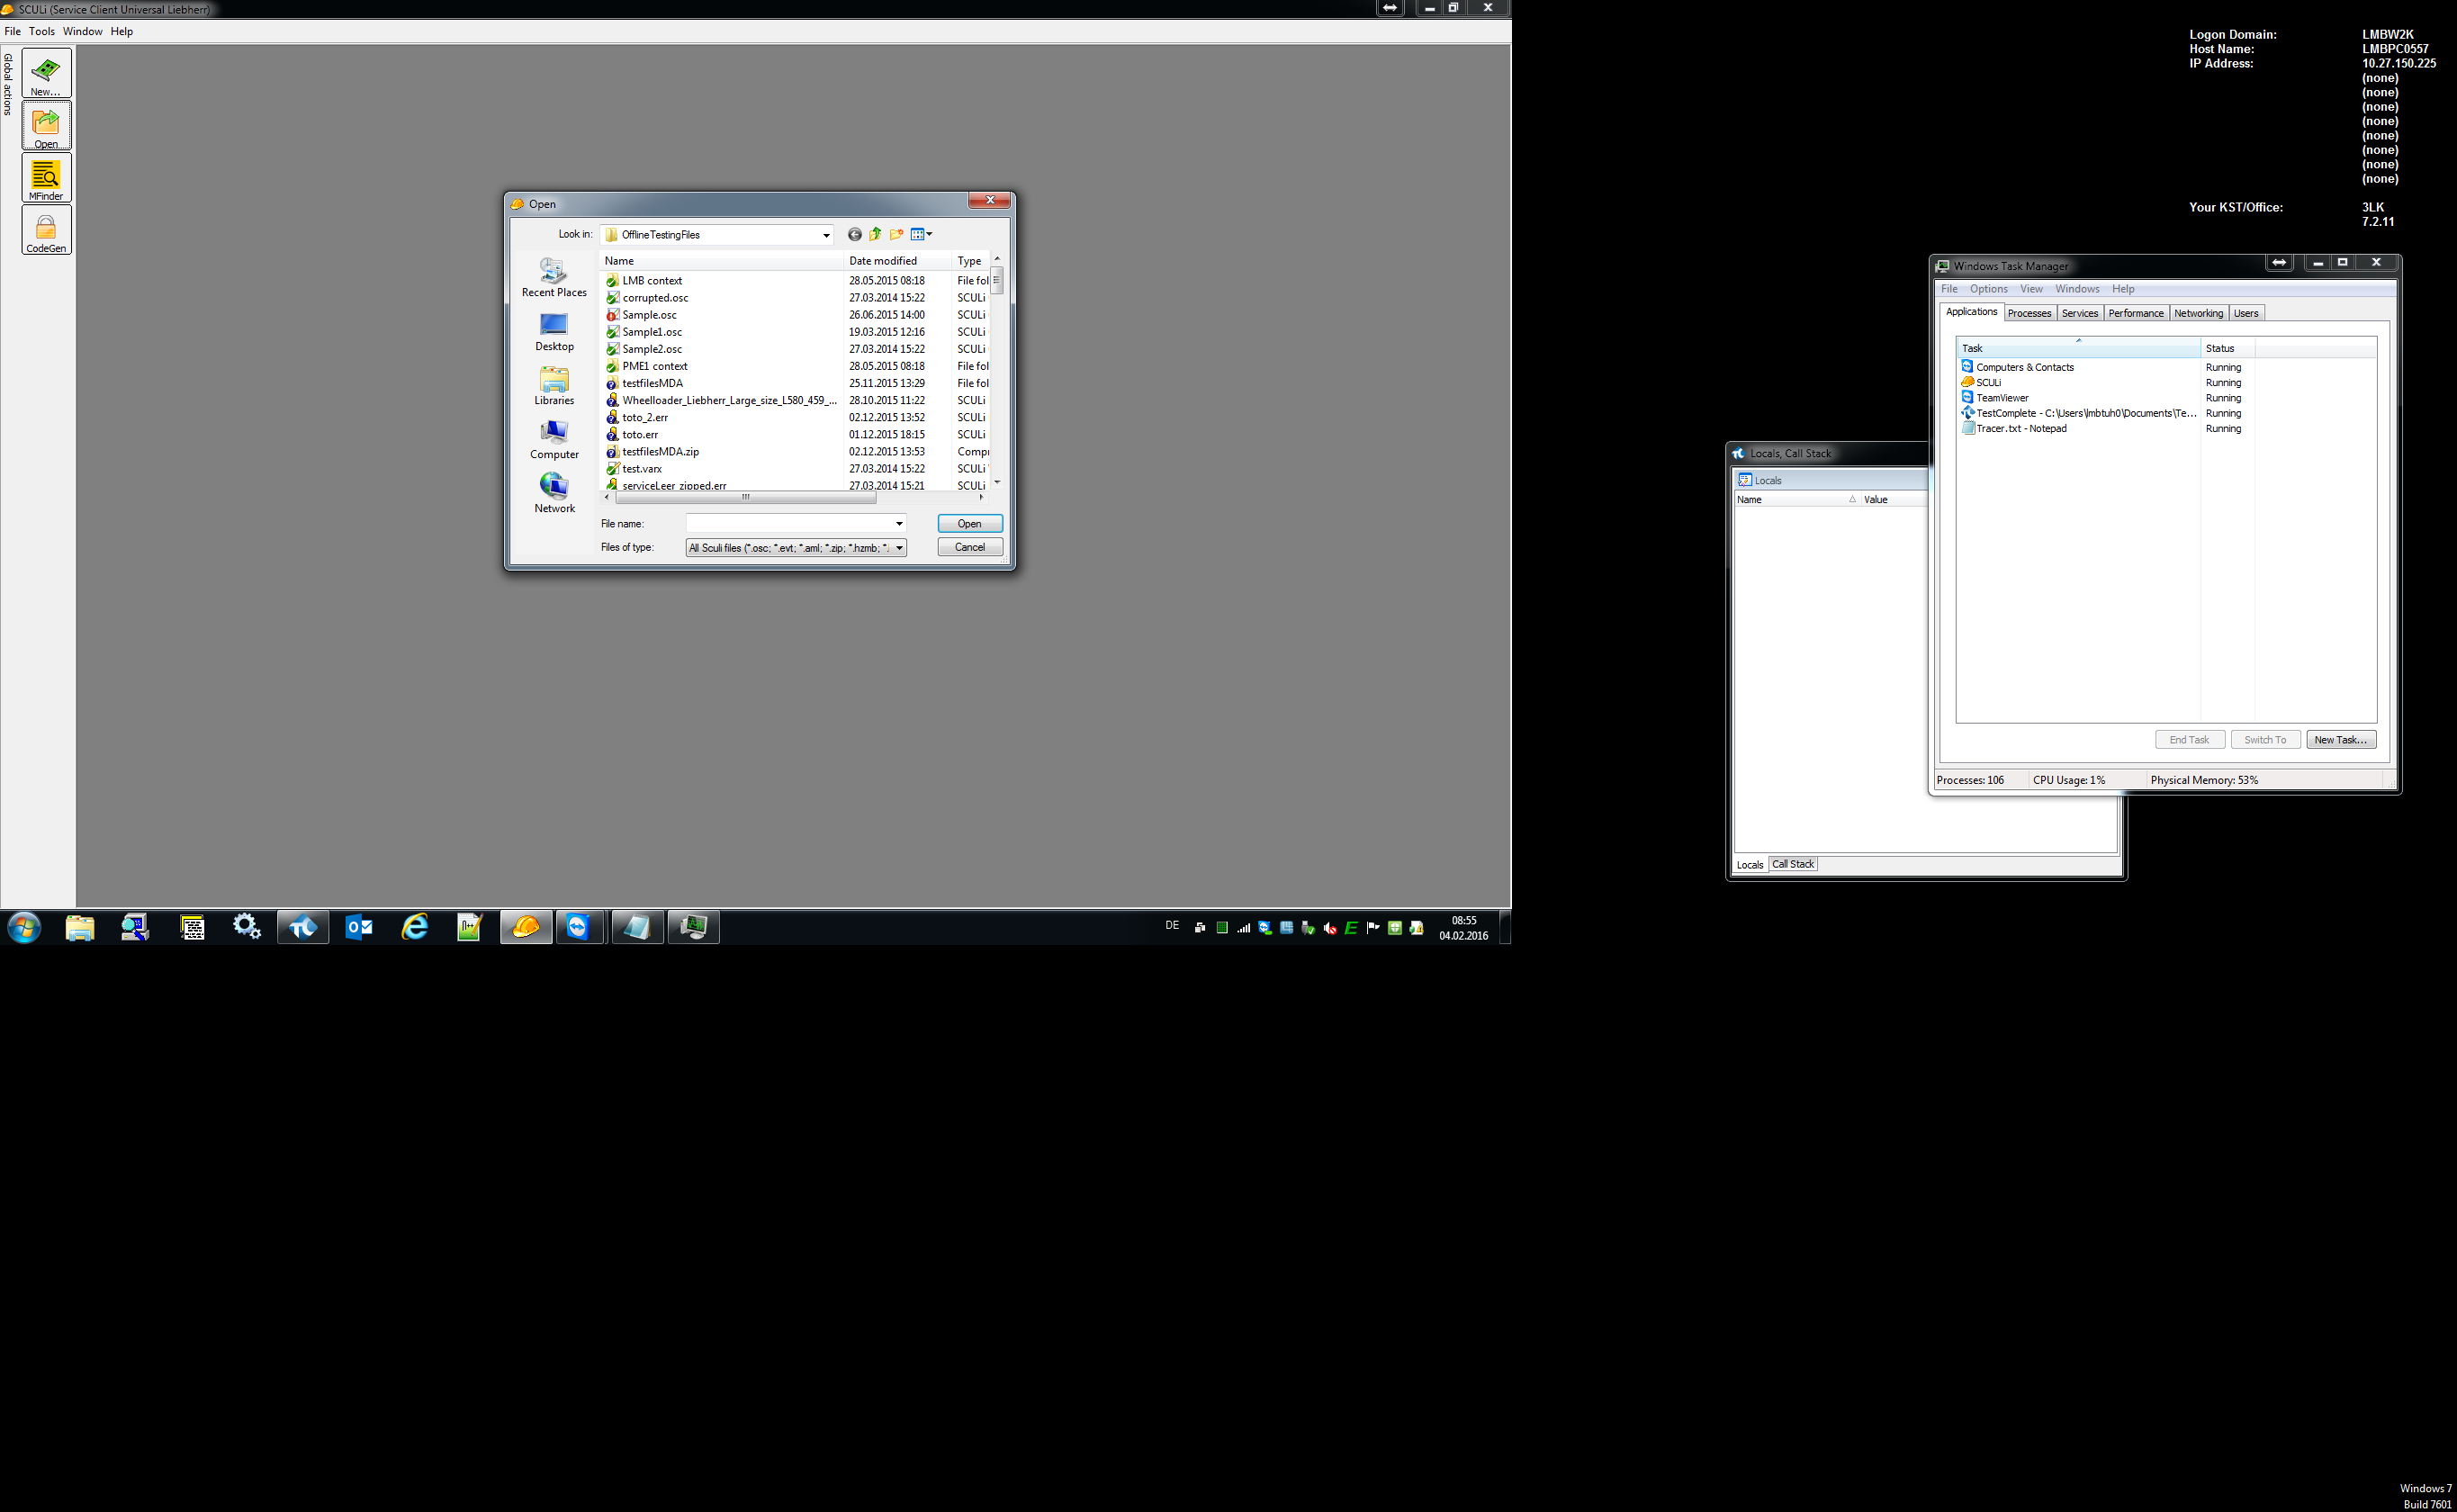 SCULi (Service Client Universal Liebherr)
File Tools Window Help
Global actions
New...
Open
MFinder
CodeGen
Open
Look in: OfflineTestingFiles
Recent Places
Desktop
Libraries
Computer
Network
Name Date modified Type
LMB context 28.05.2015 08:18 File fol
corrupted.osc 27.03.2014 15:22 SCULi
Sample.osc 26.06.2015 14:00 SCULi
Sample1.osc 19.03.2015 12:16 SCULi
Sample2.osc 27.03.2014 15:22 SCULi
PME1 context 28.05.2015 08:18 File fol
testfilesMDA 25.11.2015 13:29 File fol
Wheelloader_Liebherr_Large_size_L580_459_... 28.10.2015 11:22 SCULi
toto_2.err 02.12.2015 13:52 SCULi
toto.err 01.12.2015 18:15 SCULi
testfilesMDA.zip 02.12.2015 13:53 Compr
test.varx 27.03.2014 15:22 SCULi
serviceLeer_zipped.err 27.03.2014 15:21 SCULi
File name: Open
Files of type: All Sculi files (*.osc; *.evt; *.aml; *.zip; *.hzmb; *. Cancel
Logon Domain: LMBW2K
Host Name: LMBPC0557
IP Address: 10.27.150.225
(none)
(none)
(none)
(none)
(none)
(none)
(none)
(none)
Your KST/Office: 3LK
7.2.11
Windows Task Manager
File Options View Windows Help
Applications Processes Services Performance Networking Users
Task Status
Computers & Contacts Running
SCULi Running
TeamViewer Running
TestComplete - C:\Users\lmbtuh0\Documents\Te... Running
Tracer.txt - Notepad Running
End Task Switch To New Task...
Processes: 106 CPU Usage: 1% Physical Memory: 53%
Locals, Call Stack
Locals
Name Value
Locals Call Stack
DE
08:55
04.02.2016
Windows 7
Build 7601